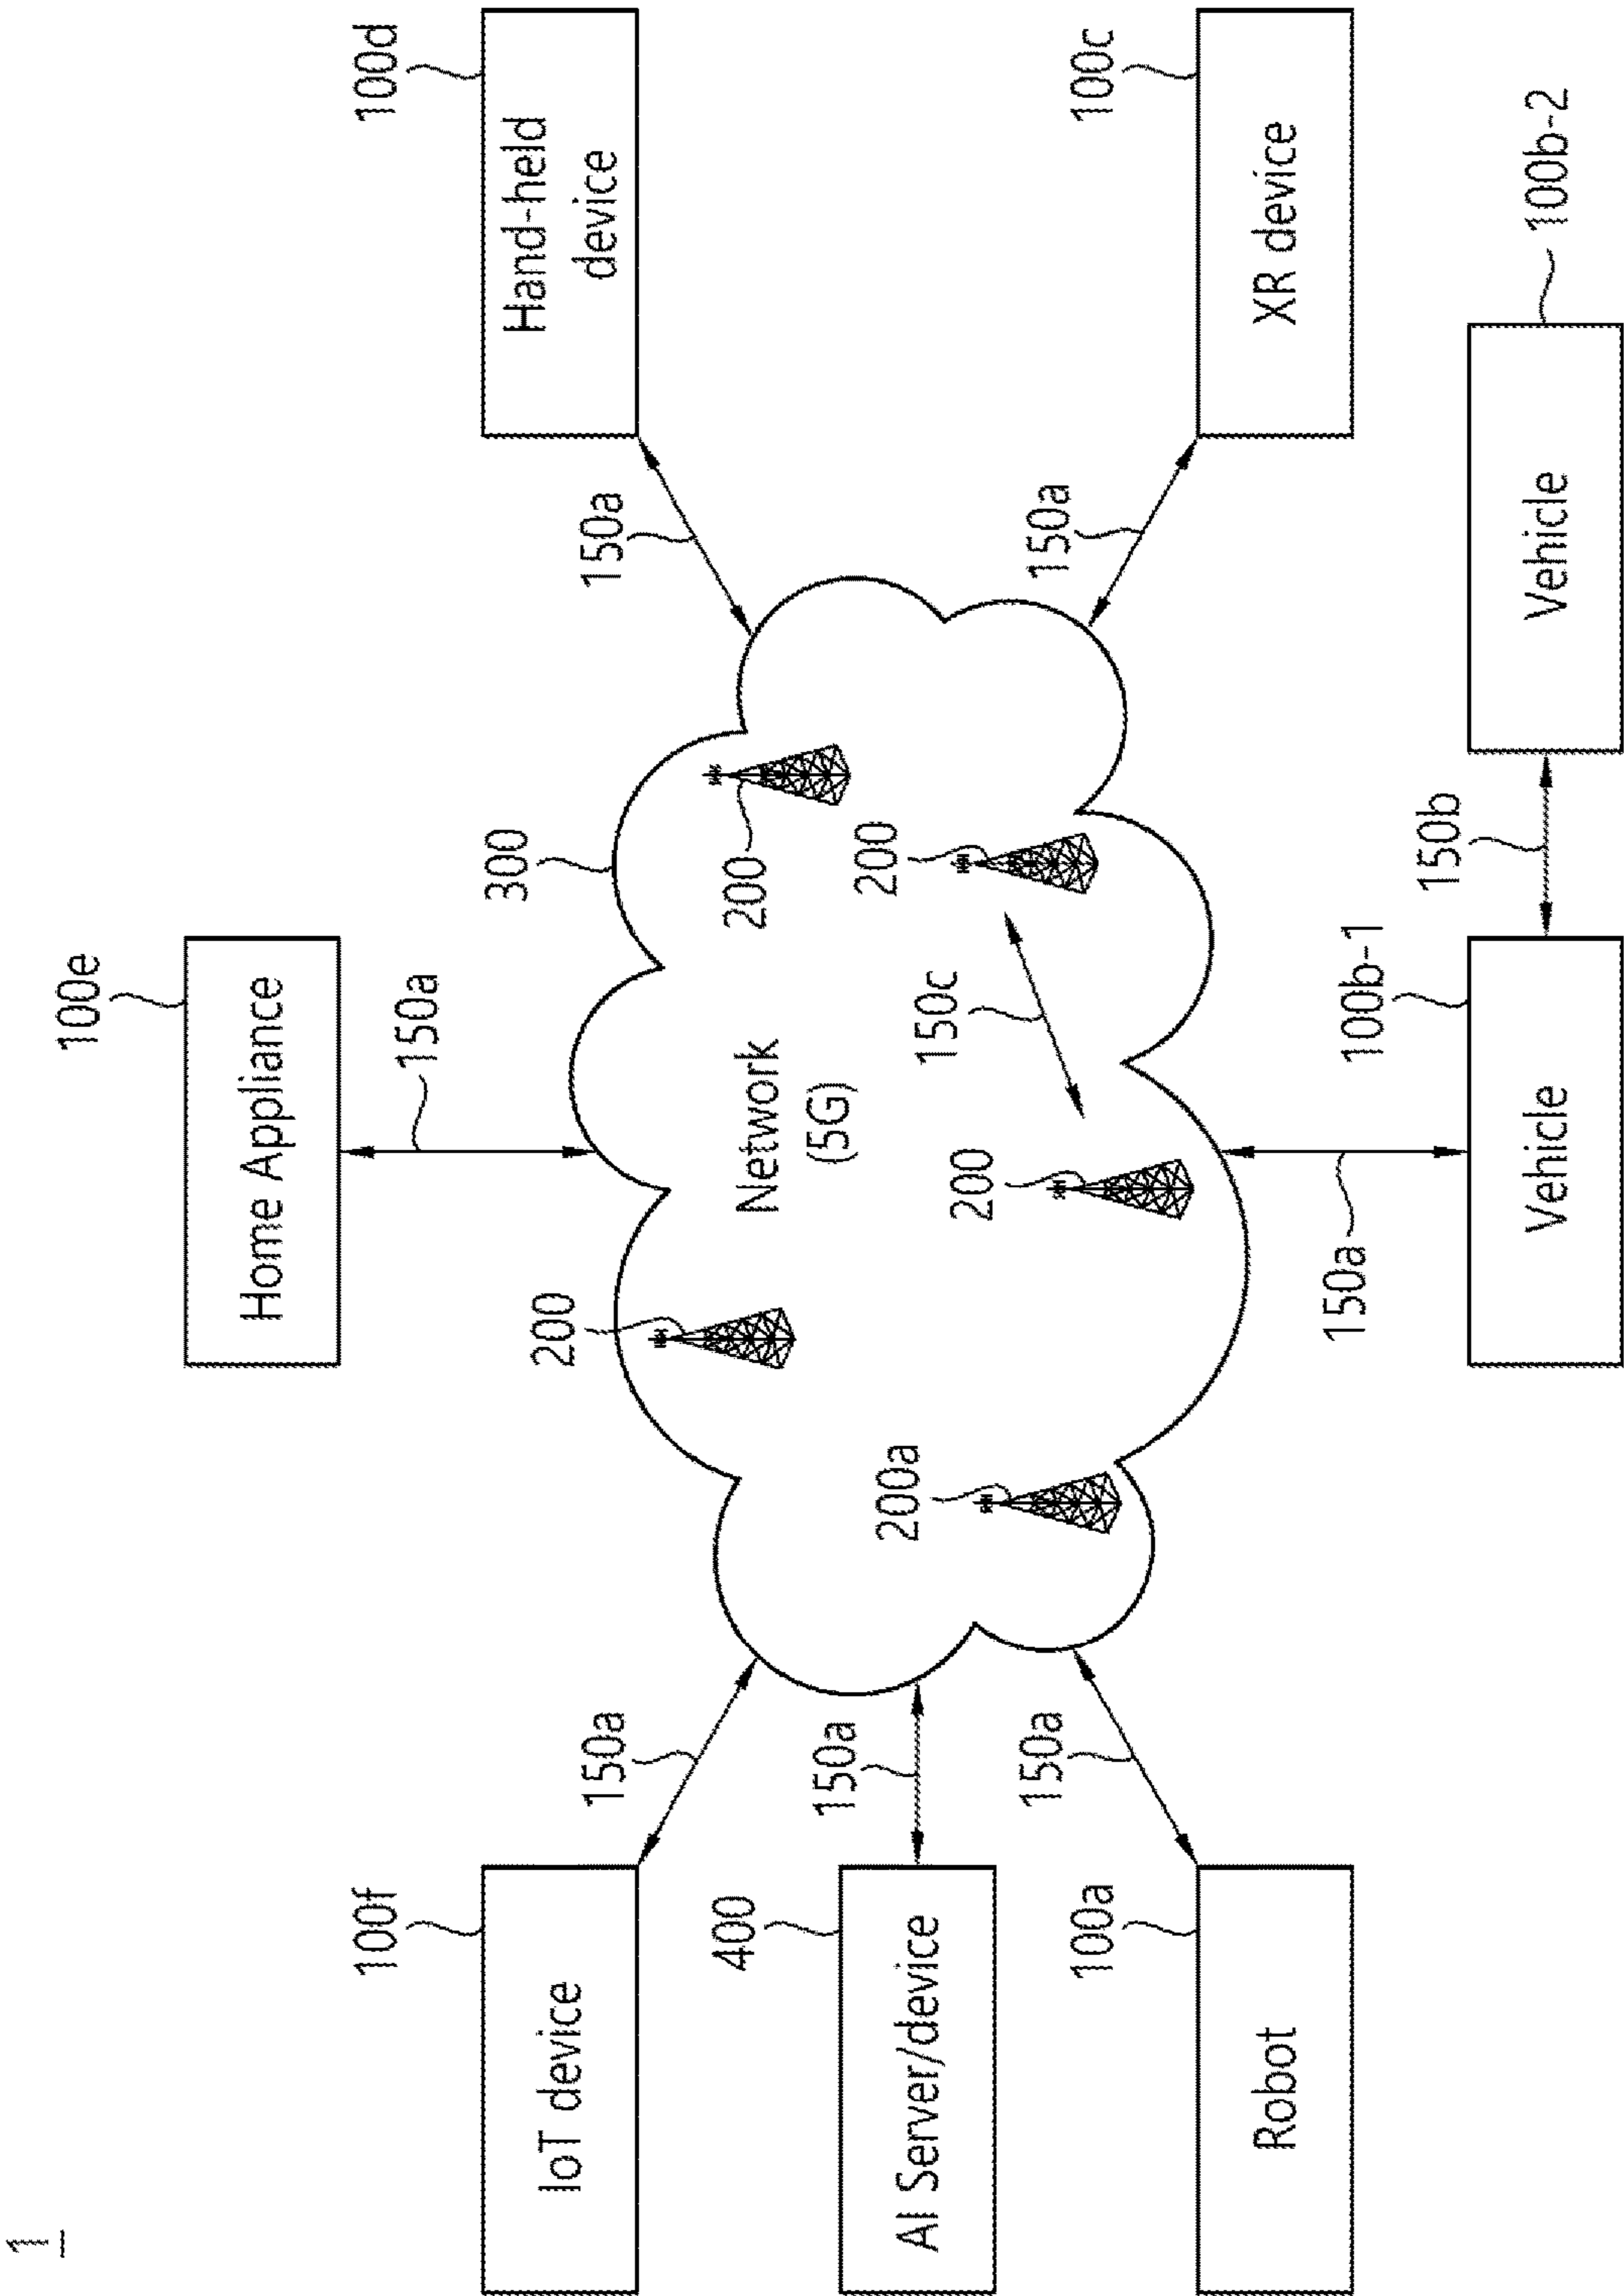 1
100e
Home Appliance
100f
150a
100d
300
IoT device
150a
200
150a
Hand-held
device
400
Network
(5G)
200
150a
200a
200
AI Server/device
150c
200
100a
150a
150a
100c
Robot
XR device
150a
100b-1
150b
Vehicle
Vehicle
100b-2